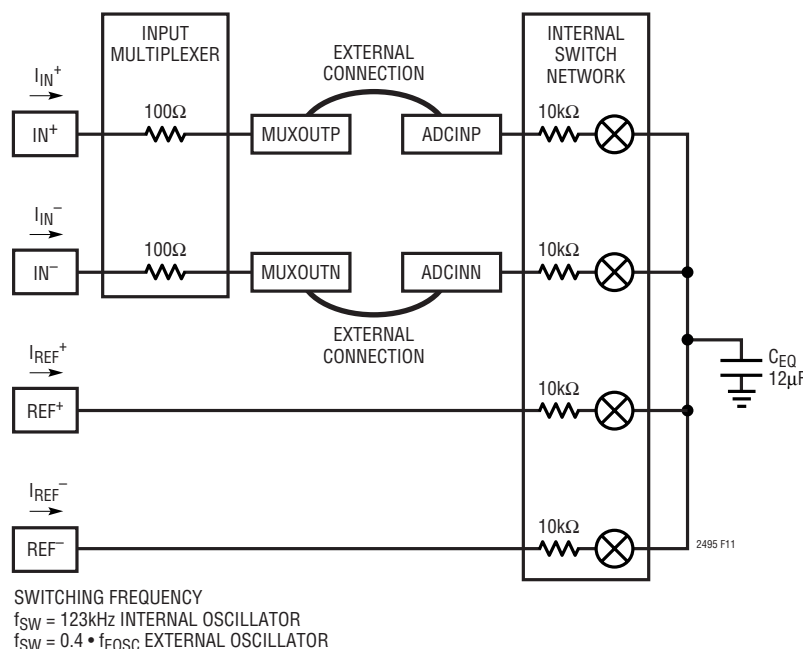 INPUT
MULTIPLEXER
EXTERNAL
CONNECTION
INTERNAL
SWITCH
NETWORK
I_IN⁺
IN⁺
100Ω
MUXOUTP
ADCINP
10kΩ
I_IN⁻
IN⁻
100Ω
MUXOUTN
ADCINN
10kΩ
EXTERNAL
CONNECTION
C_EQ
12μF
I_REF⁺
REF⁺
10kΩ
I_REF⁻
REF⁻
10kΩ
2495 F11
SWITCHING FREQUENCY
f_SW = 123kHz INTERNAL OSCILLATOR
f_SW = 0.4 • f_EOSC EXTERNAL OSCILLATOR